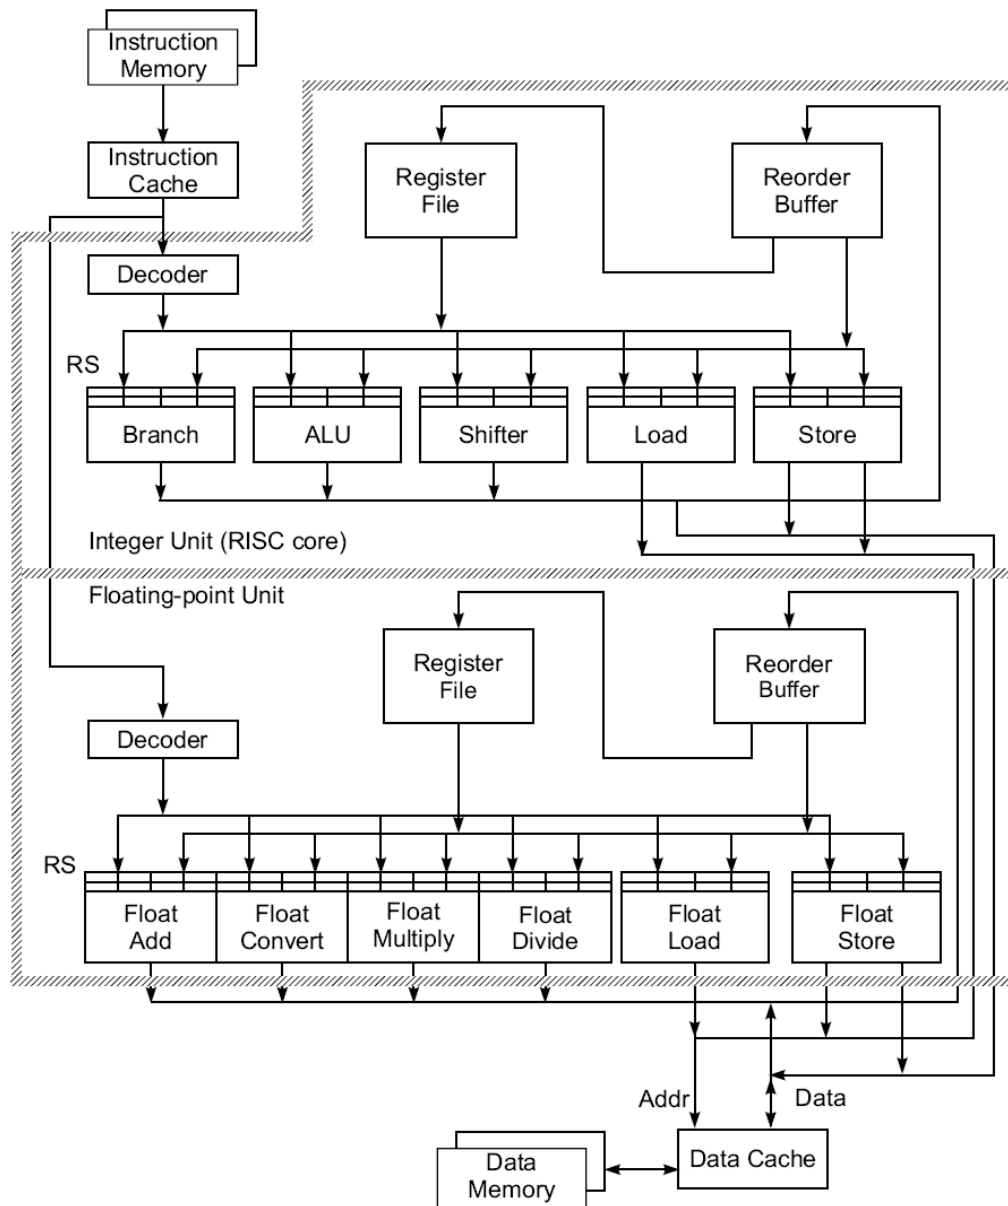 Instruction
Memory
Instruction
Cache
Register
File
Reorder
Buffer
Decoder
RS
Branch
ALU
Shifter
Load
Store
Integer Unit (RISC core)
Floating-point Unit
Register
File
Reorder
Buffer
Decoder
RS
Float
Add
Float
Convert
Float
Multiply
Float
Divide
Float
Load
Float
Store
Addr
Data
Data
Memory
Data Cache